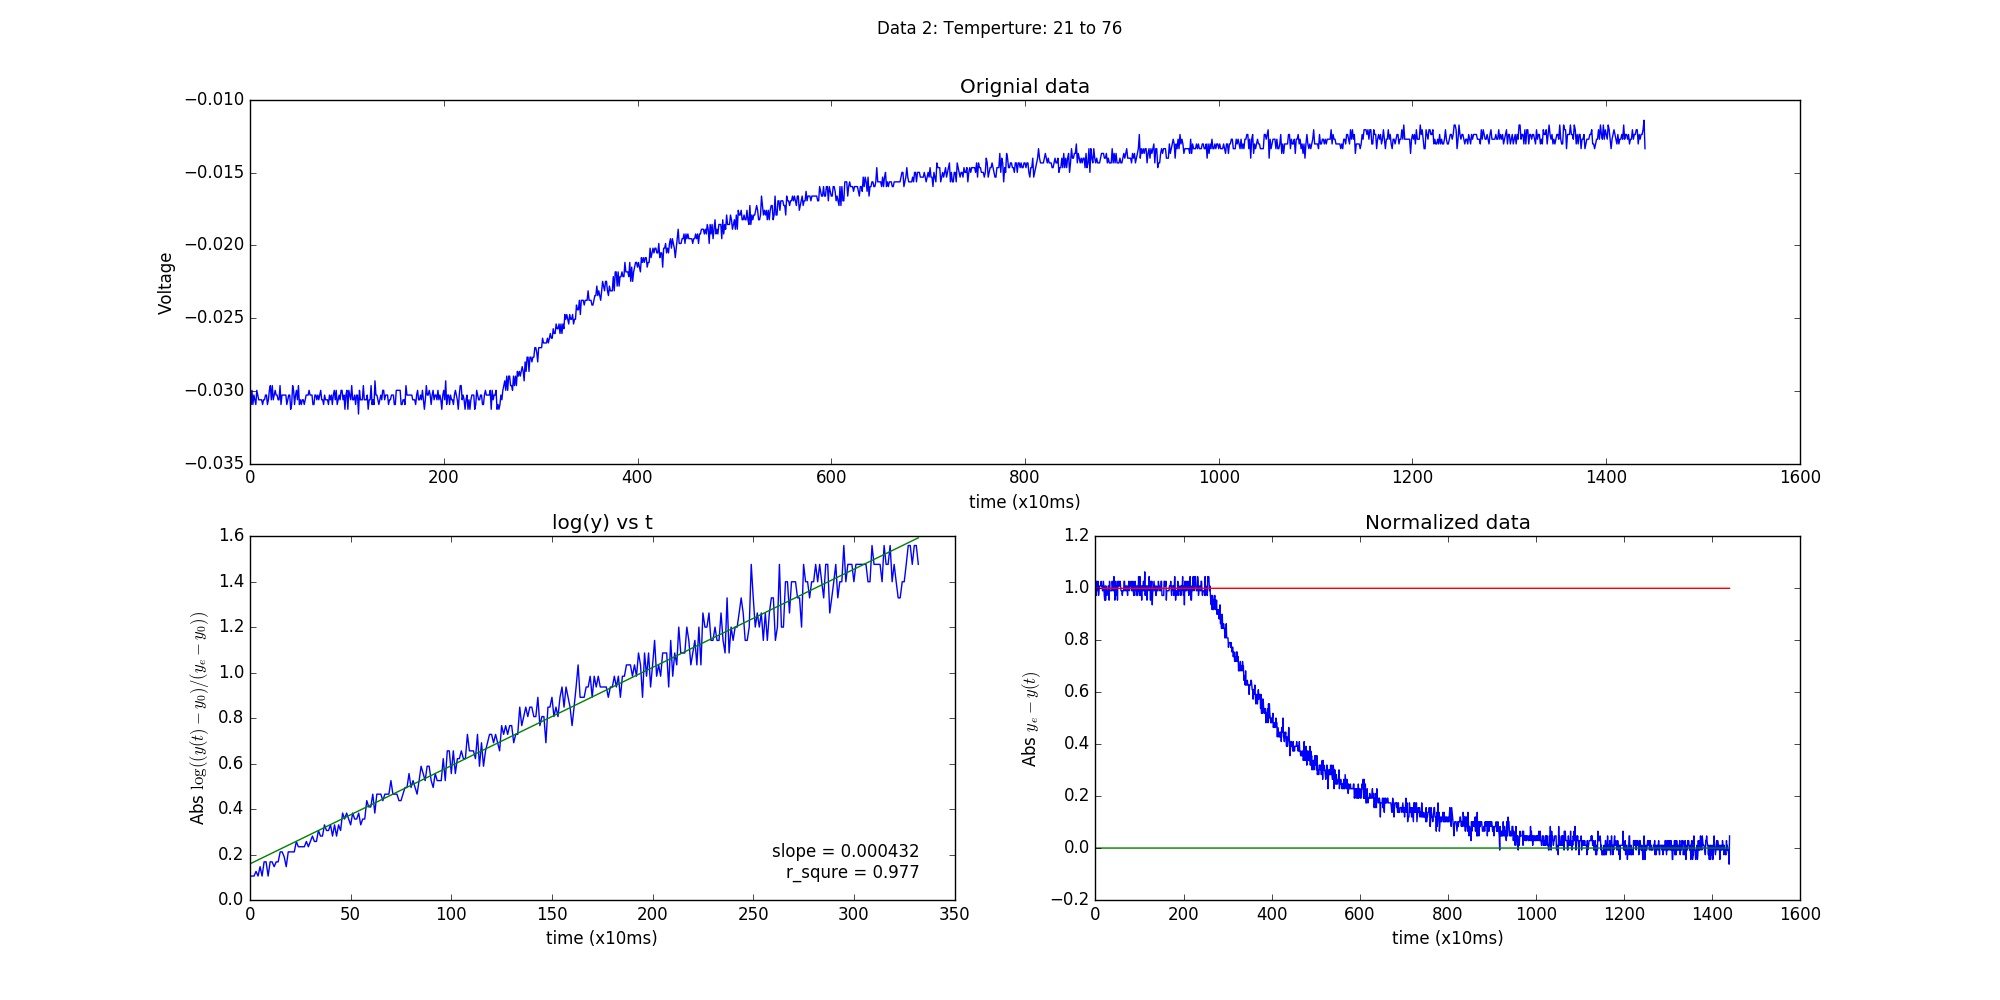 Data 2: Temperture: 21 to 76
Orignial data
−0.010
−0.015
−0.020
−0.025
−0.030
−0.035
Voltage
0 200 400 600 800 1000 1200 1400 1600
time (x10ms)
log(y) vs t
1.6
1.4
1.2
1.0
0.8
0.6
0.4
0.2
0.0
Abs log((y(t) − y₀)/(yₑ − y₀))
slope = 0.000432
r_squre = 0.977
0 50 100 150 200 250 300 350
time (x10ms)
Normalized data
1.2
1.0
0.8
0.6
0.4
0.2
0.0
−0.2
Abs yₑ − y(t)
0 200 400 600 800 1000 1200 1400 1600
time (x10ms)